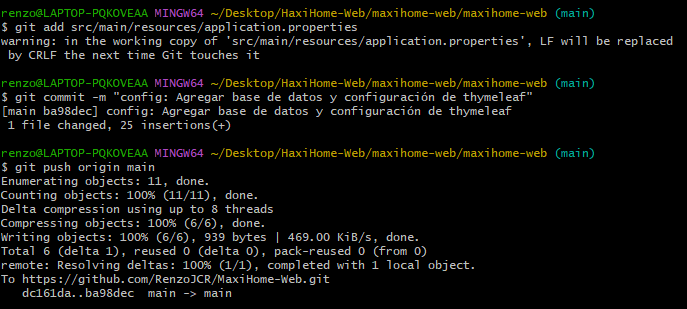 renzo@LAPTOP-PQKOVEAA MINGW64 ~/Desktop/HaxiHome-Web/maxihome-web/maxihome-web (main)
$ git add src/main/resources/application.properties
warning: in the working copy of 'src/main/resources/application.properties', LF will be replaced
 by CRLF the next time Git touches it
renzo@LAPTOP-PQKOVEAA MINGW64 ~/Desktop/HaxiHome-Web/maxihome-web/maxihome-web (main)
$ git commit -m "config: Agregar base de datos y configuración de thymeleaf"
[main ba98dec] config: Agregar base de datos y configuración de thymeleaf
 1 file changed, 25 insertions(+)
renzo@LAPTOP-PQKOVEAA MINGW64 ~/Desktop/HaxiHome-Web/maxihome-web/maxihome-web (main)
$ git push origin main
Enumerating objects: 11, done.
Counting objects: 100% (11/11), done.
Delta compression using up to 8 threads
Compressing objects: 100% (6/6), done.
Writing objects: 100% (6/6), 939 bytes | 469.00 KiB/s, done.
Total 6 (delta 1), reused 0 (delta 0), pack-reused 0 (from 0)
remote: Resolving deltas: 100% (1/1), completed with 1 local object.
To https://github.com/RenzoJCR/MaxiHome-Web.git
   dc161da..ba98dec  main -> main